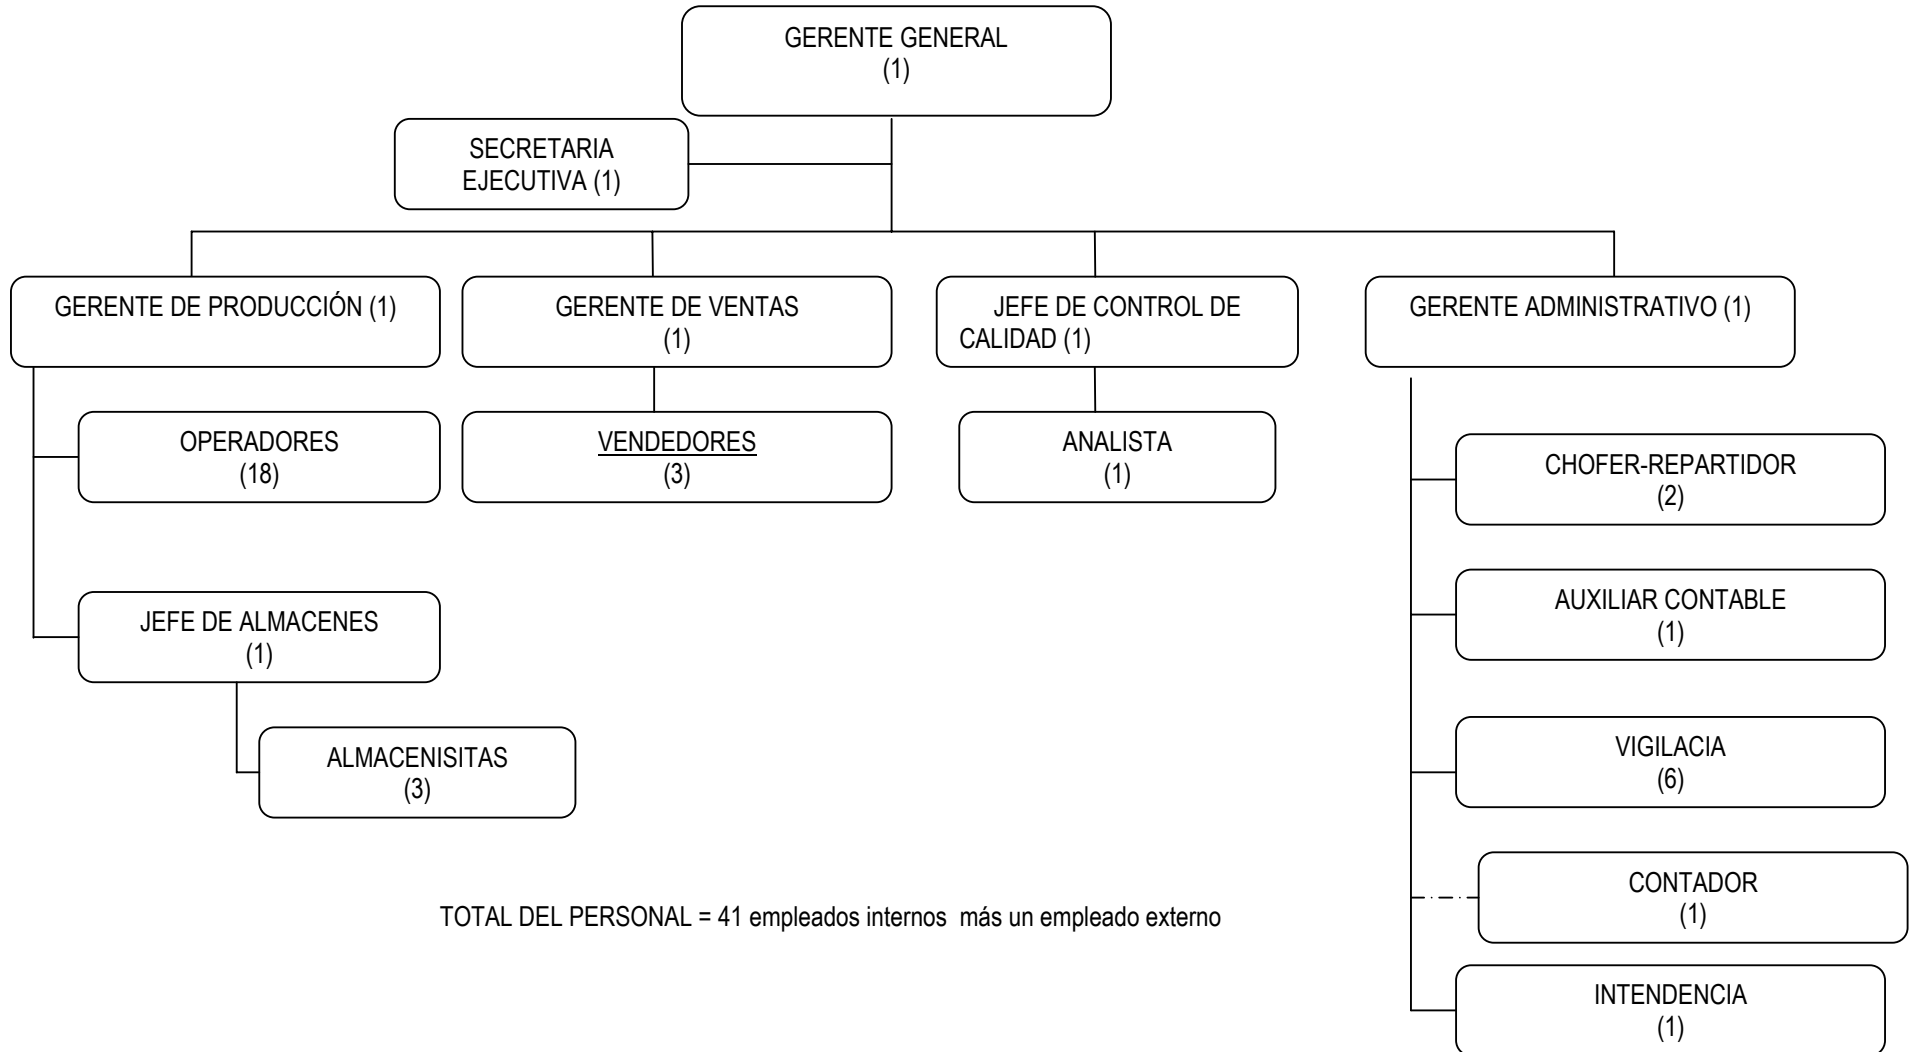 GERENTE GENERAL
(1)
SECRETARIA
EJECUTIVA (1)
GERENTE DE PRODUCCIÓN (1)
GERENTE DE VENTAS
(1)
JEFE DE CONTROL DE
CALIDAD (1)
GERENTE ADMINISTRATIVO (1)
OPERADORES
(18)
VENDEDORES
(3)
ANALISTA
(1)
CHOFER-REPARTIDOR
(2)
JEFE DE ALMACENES
(1)
AUXILIAR CONTABLE
(1)
ALMACENISITAS
(3)
VIGILACIA
(6)
CONTADOR
(1)
TOTAL DEL PERSONAL = 41 empleados internos  más un empleado externo
INTENDENCIA
(1)